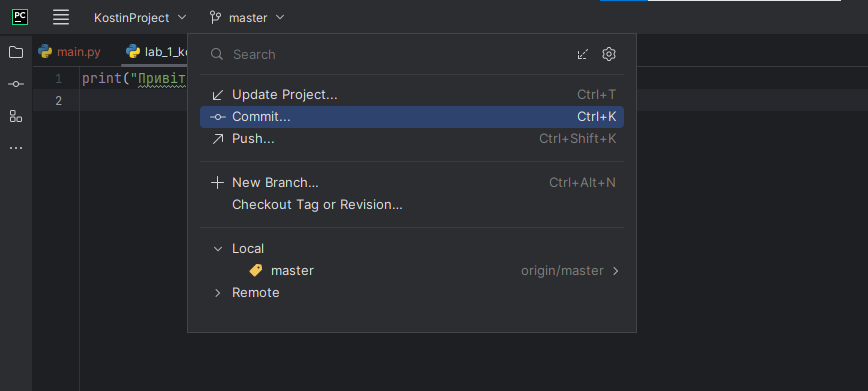 PC KostinProject master
Search
main.py lab_1_k
1 print("Привіт
2
Update Project... Ctrl+T
Commit... Ctrl+K
Push... Ctrl+Shift+K
New Branch... Ctrl+Alt+N
Checkout Tag or Revision...
Local
master origin/master
Remote